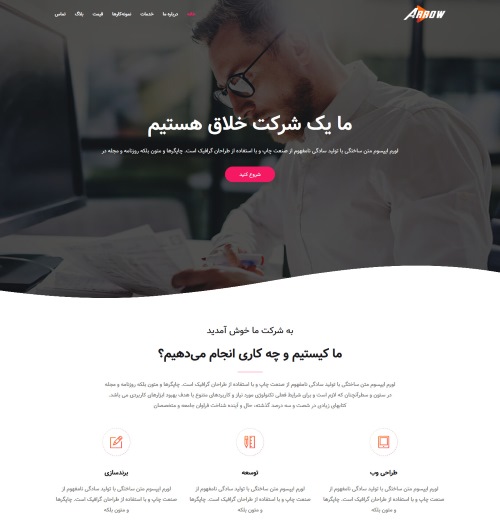 ARROW
خانه
درباره ما
خدمات
نمونه‌کارها
قیمت
بلاگ
تماس
ما یک شرکت خلاق هستیم
لورم ایپسوم متن ساختگی با تولید سادگی نامفهوم از صنعت چاپ و با استفاده از طراحان گرافیک است. چاپگرها و متون بلکه روزنامه و مجله در
شروع کنید
به شرکت ما خوش آمدید
ما کیستیم و چه کاری انجام می‌دهیم؟
لورم ایپسوم متن ساختگی با تولید سادگی نامفهوم از صنعت چاپ و با استفاده از طراحان گرافیک است. چاپگرها و متون بلکه روزنامه و مجله
در ستون و سطرآنچنان که لازم است و برای شرایط فعلی تکنولوژی مورد نیاز و کاربردهای متنوع با هدف بهبود ابزارهای کاربردی می باشد.
کتابهای زیادی در شصت و سه درصد گذشته، حال و آینده شناخت فراوان جامعه و متخصصان
طراحی وب
لورم ایپسوم متن ساختگی با تولید سادگی نامفهوم از
صنعت چاپ و با استفاده از طراحان گرافیک است. چاپگرها
و متون بلکه
توسعه
لورم ایپسوم متن ساختگی با تولید سادگی نامفهوم از
صنعت چاپ و با استفاده از طراحان گرافیک است. چاپگرها
و متون بلکه
برندسازی
لورم ایپسوم متن ساختگی با تولید سادگی نامفهوم از
صنعت چاپ و با استفاده از طراحان گرافیک است. چاپگرها
و متون بلکه